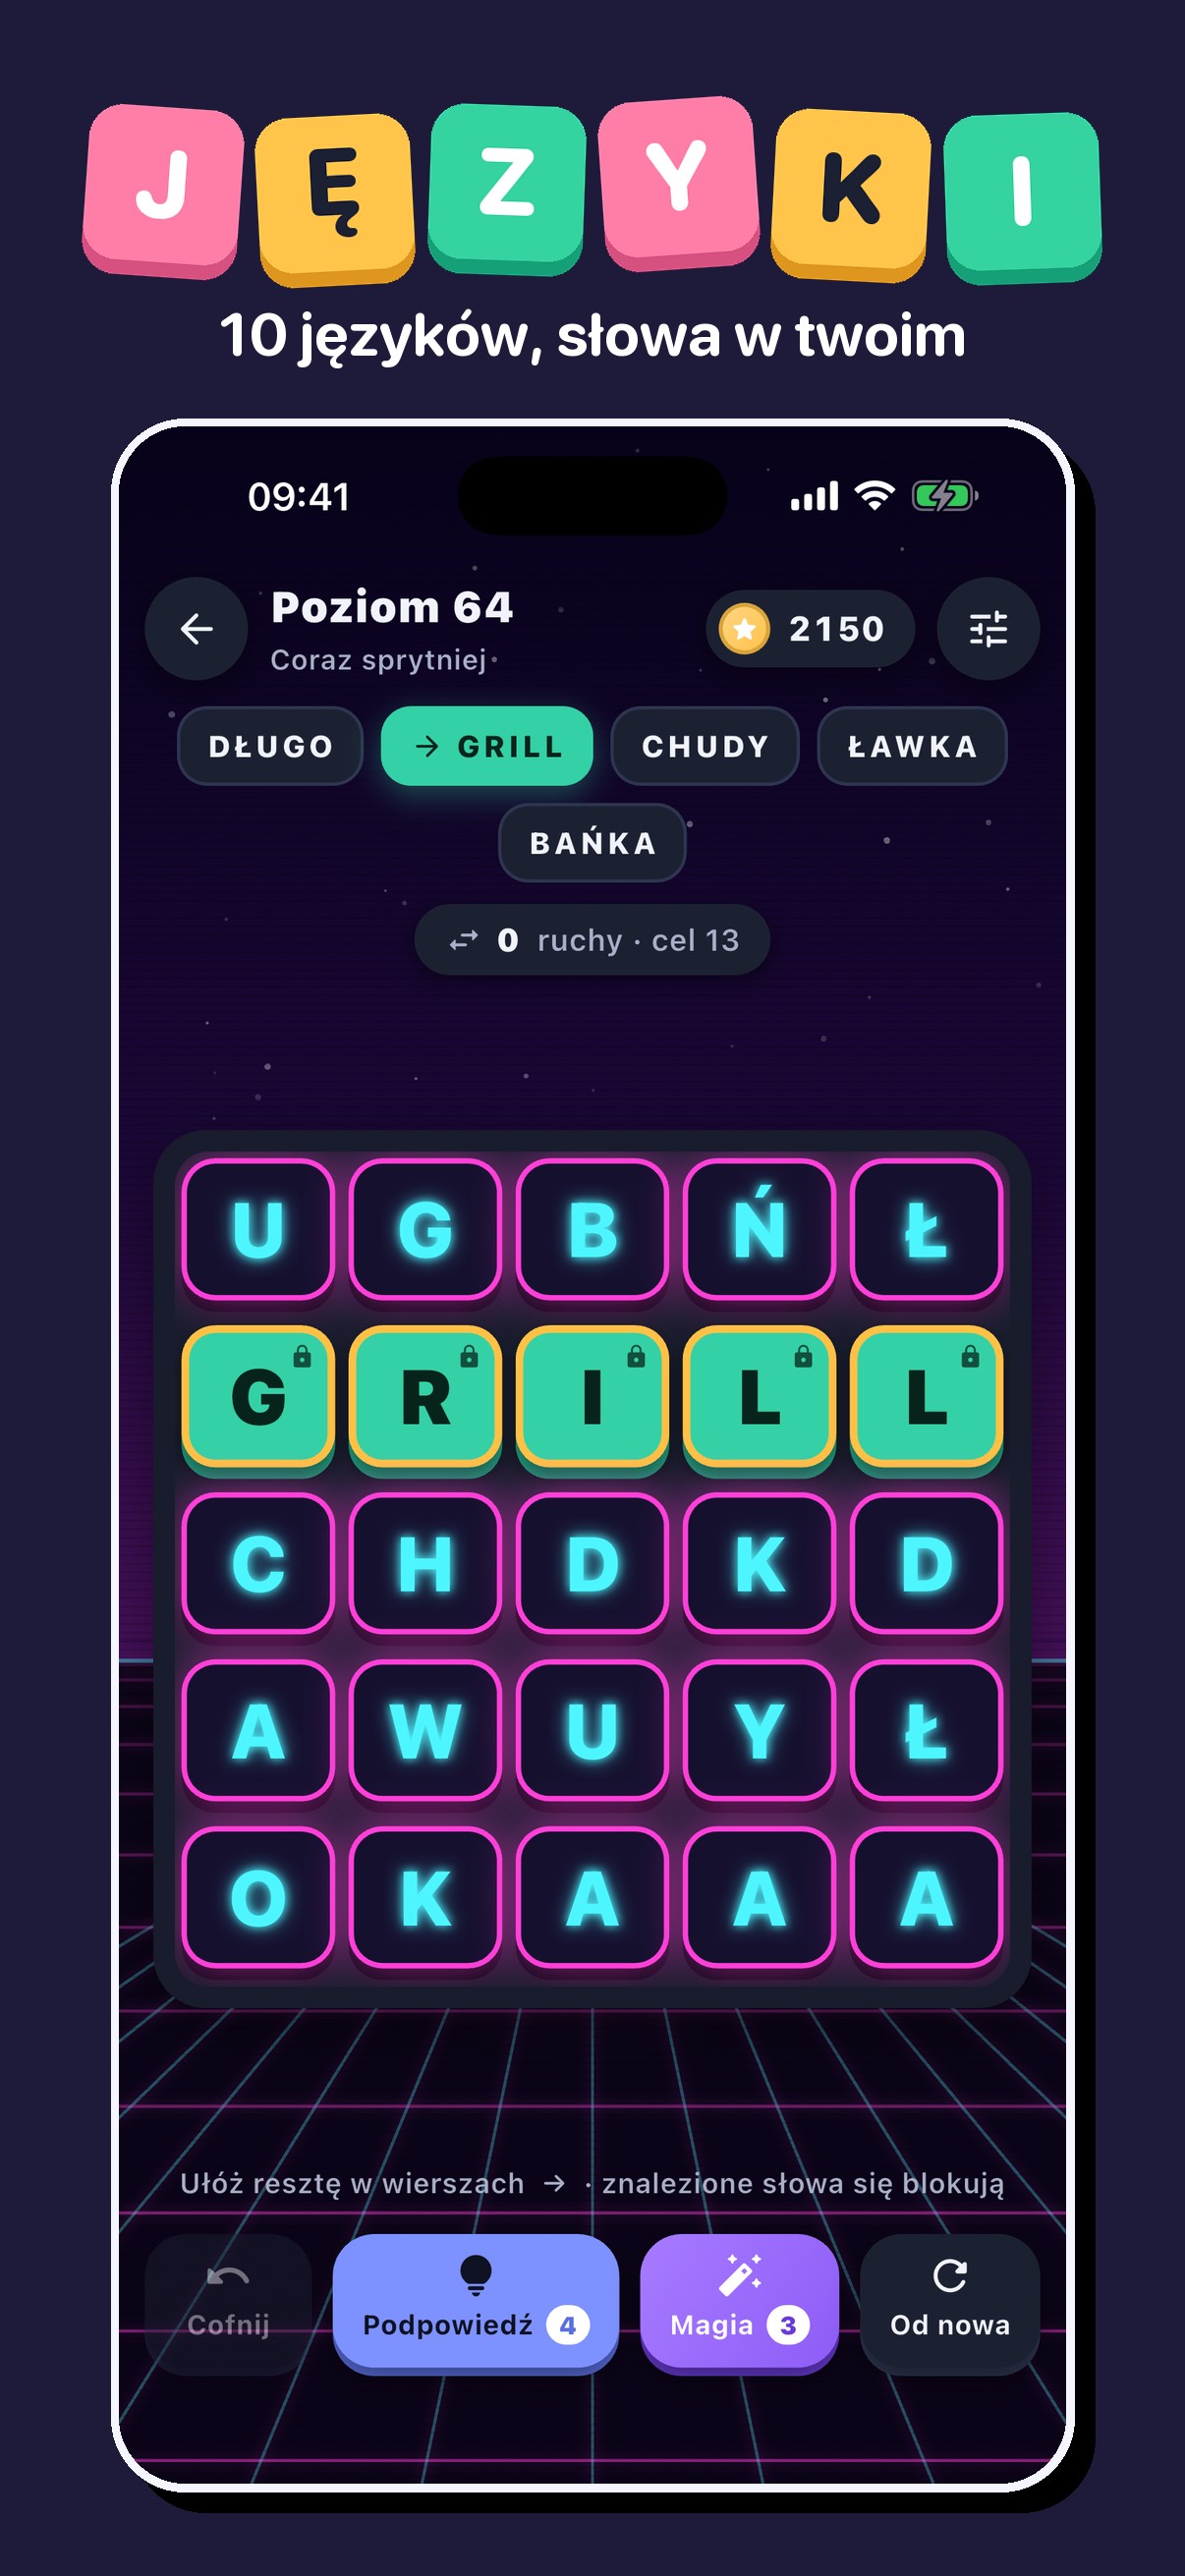 JĘZYKI
10 języków, słowa w twoim
09:41
Poziom 64
Coraz sprytniej
2150
DŁUGO → GRILL CHUDY ŁAWKA
BAŃKA
0 ruchy · cel 13
U G B Ń Ł
G R I L L
C H D K D
A W U Y Ł
O K A A A
Ułóż resztę w wierszach → · znalezione słowa się blokują
Cofnij Podpowiedź 4 Magia 3 Od nowa